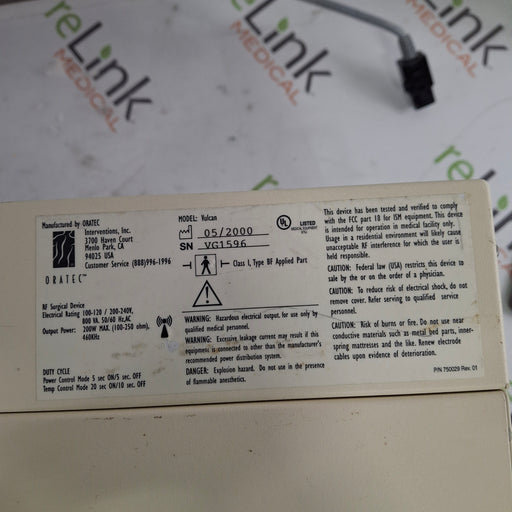 reLink
MEDICAL
reLink
MEDICAL
reLink
MEDICAL
Manufactured by ORATEC
Interventions, Inc.
3700 Haven Court
Menlo Park, CA
94025 USA
Customer Service (888)996-1996
ORATEC™
RF Surgical Device
Electrical Rating 100-120 / 200-240V,
800 VA 50/60 Hz,AC
Output Power: 200W MAX. (100-250 ohm),
460KHz
DUTY CYCLE
Power Control Mode 5 sec ON/5 sec. OFF
Temp Control Mode 20 sec ON/10 sec. OFF
MODEL: Vulcan
05/2000
SN VG1596
UL LISTED
Class I, Type BF Applied Part
WARNING: Hazardous electrical output, for use only by
qualified medical personnel.
WARNING: Excessive leakage current may result if this
equipment is connected to other than the manufacturer's
recommended power distribution system.
DANGER: Explosion hazard. Do not use in the presence
of flammable anesthetics.
This device has been tested and verified to comply
with the FCC part 18 for ISM equipment. This device
is intended for operation in medical facility only.
Usage in a residential environment may result in
unacceptable RF interference for which the user is
held responsible.
CAUTION: Federal law (USA) restricts this device to
sale by the or on the order of a physician.
CAUTION: To reduce risk of electrical shock, do not
remove cover. Refer servicing to qualified service
personnel.
CAUTION: Risk of burns or fire. Do not use near
conductive materials such as metal bed parts, inner-
spring mattresses and the like. Renew electrode
cables upon evidence of deterioration.
P/N 750029 Rev. 01